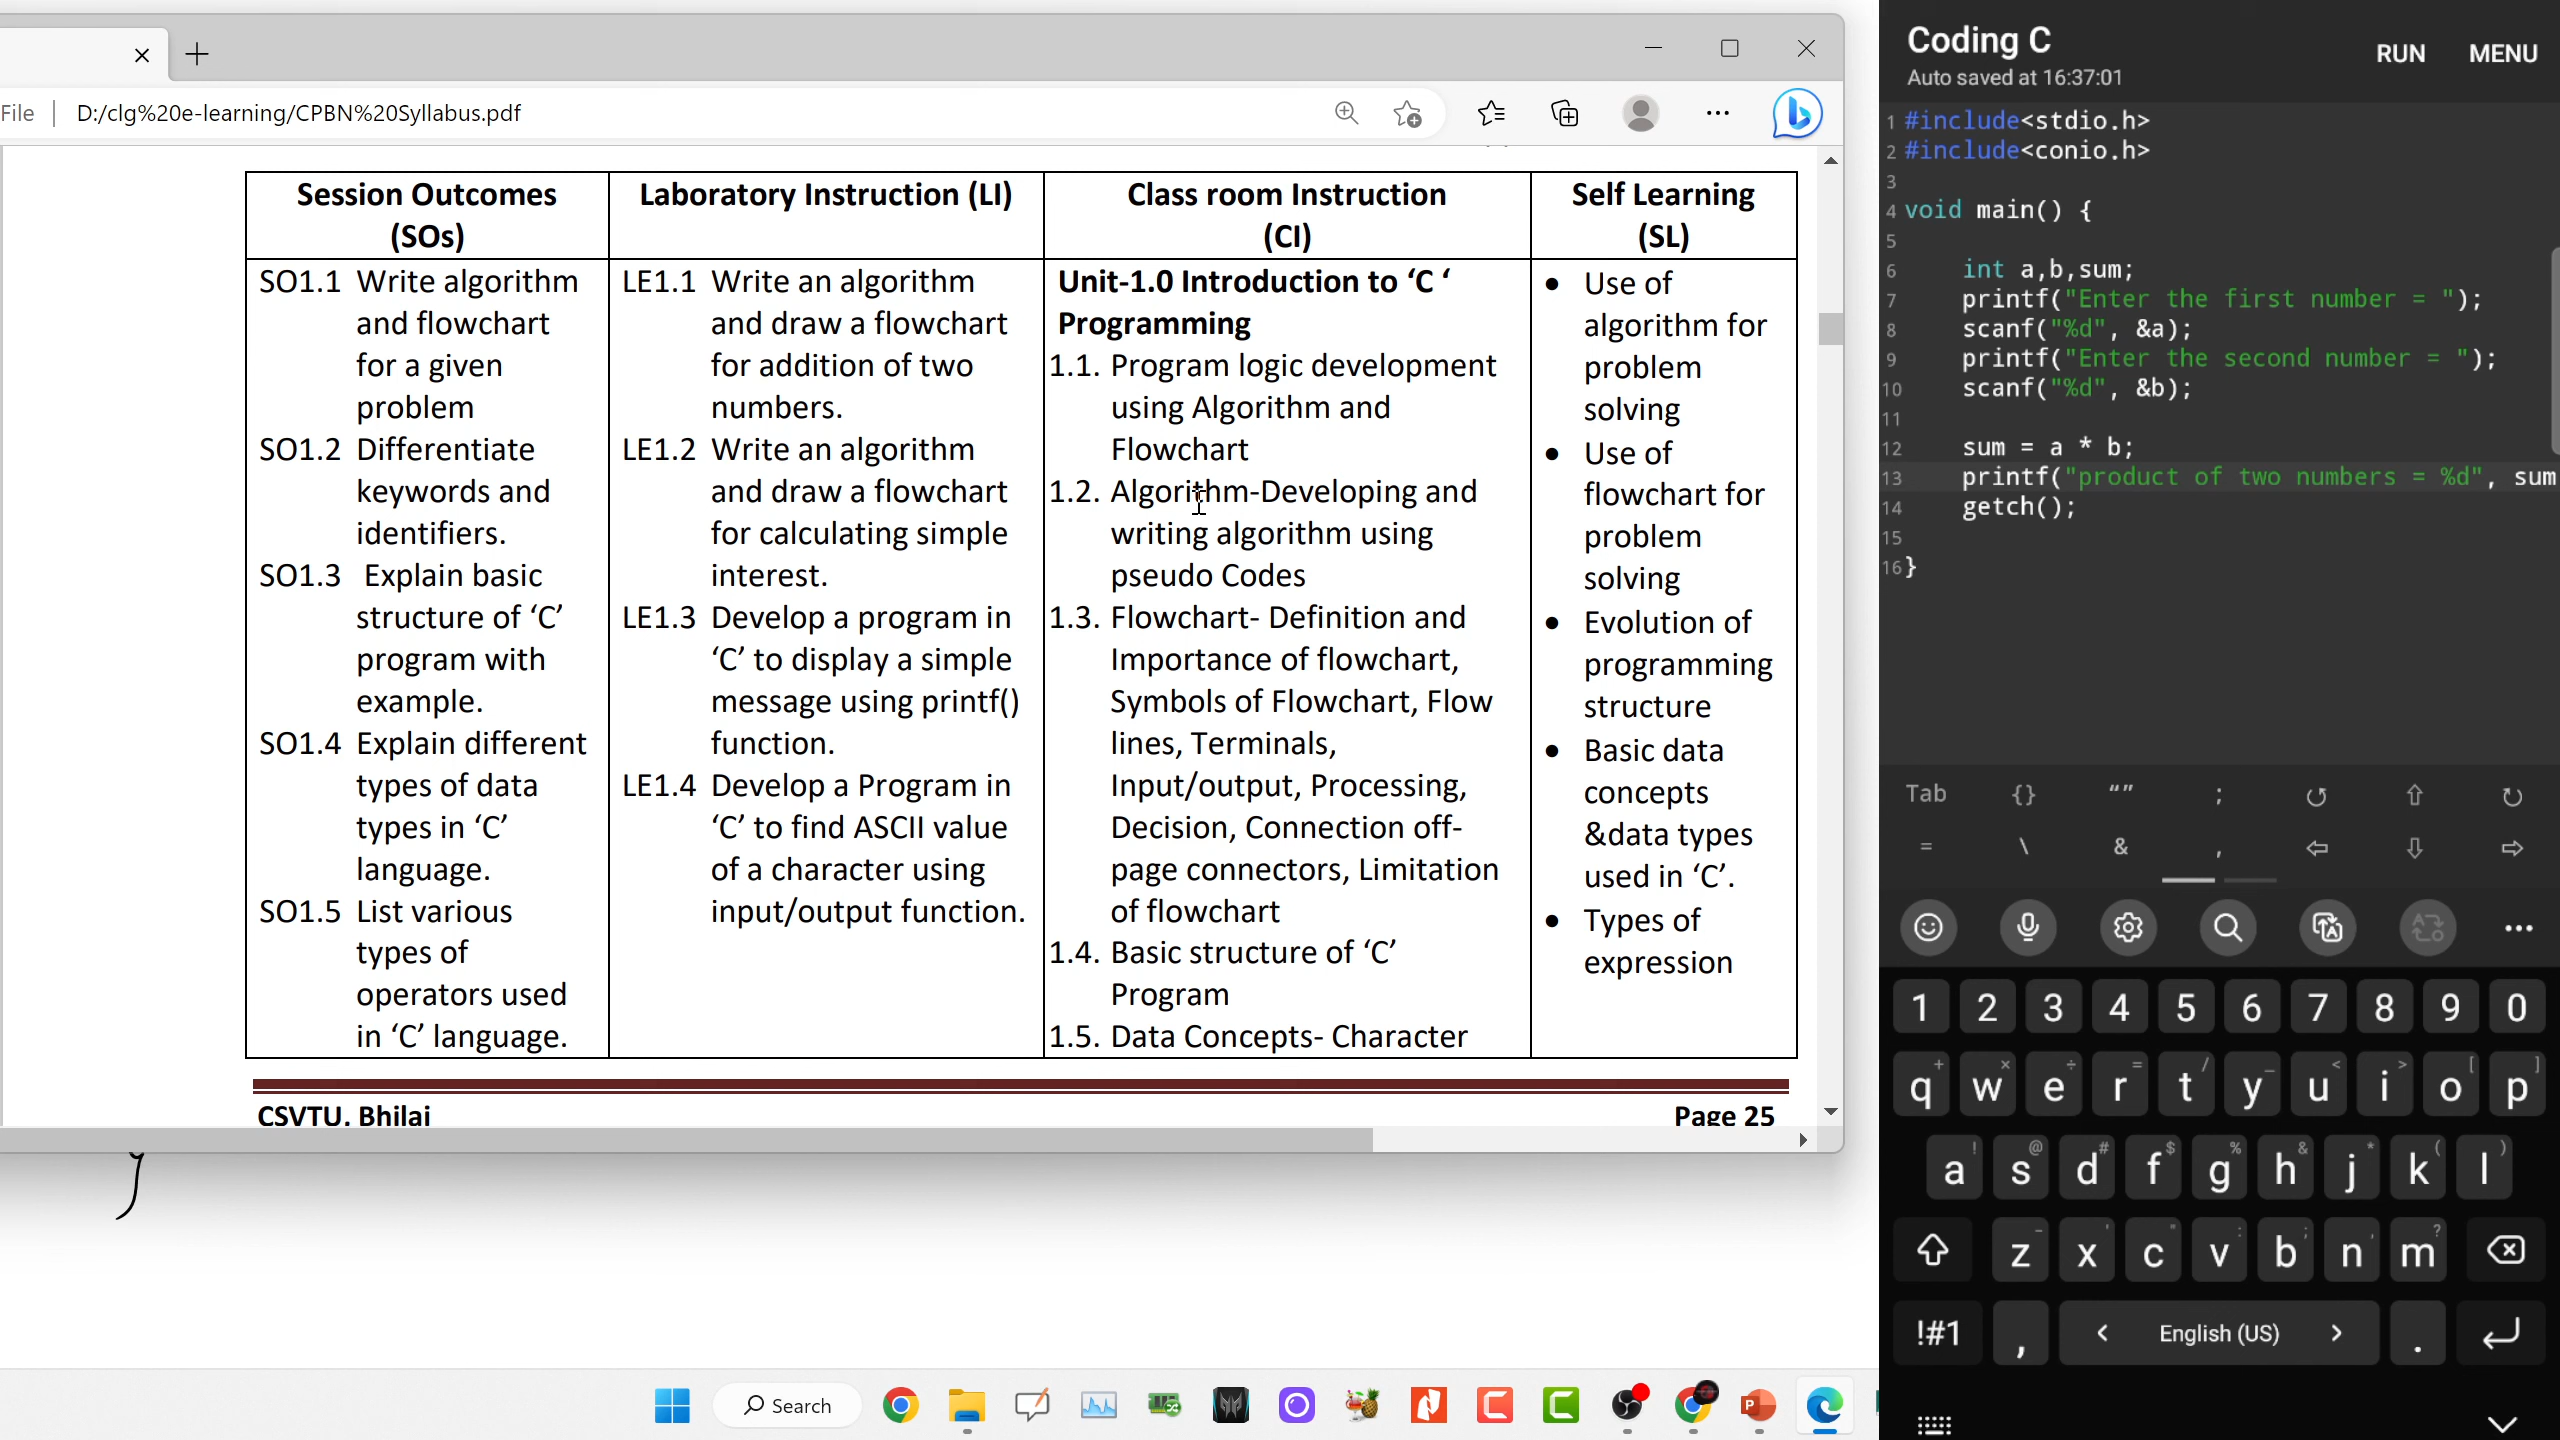 File | D:/clg%20e-learning/CPBN%20Syllabus.pdf
Session Outcomes
(SOs)
SO1.1 Write algorithm
and flowchart
for a given
problem
SO1.2 Differentiate
keywords and
identifiers.
SO1.3 Explain basic
structure of ‘C’
program with
example.
SO1.4 Explain different
types of data
types in ‘C’
language.
SO1.5 List various
types of
operators used
in ‘C’ language.
Laboratory Instruction (LI)
LE1.1 Write an algorithm
and draw a flowchart
for addition of two
numbers.
LE1.2 Write an algorithm
and draw a flowchart
for calculating simple
interest.
LE1.3 Develop a program in
‘C’ to display a simple
message using printf()
function.
LE1.4 Develop a Program in
‘C’ to find ASCII value
of a character using
input/output function.
Class room Instruction
(CI)
Unit-1.0 Introduction to ‘C ‘
Programming
1.1. Program logic development
using Algorithm and
Flowchart
1.2. Algorithm-Developing and
writing algorithm using
pseudo Codes
1.3. Flowchart- Definition and
Importance of flowchart,
Symbols of Flowchart, Flow
lines, Terminals,
Input/output, Processing,
Decision, Connection off-
page connectors, Limitation
of flowchart
1.4. Basic structure of ‘C’
Program
1.5. Data Concepts- Character
Self Learning
(SL)
• Use of
algorithm for
problem
solving
• Use of
flowchart for
problem
solving
• Evolution of
programming
structure
• Basic data
concepts
&data types
used in ‘C’.
• Types of
expression
CSVTU, Bhilai
Page 25
Search
Coding C
RUN MENU
Auto saved at 16:37:01
1 #include<stdio.h>
2 #include<conio.h>
3
4 void main() {
5
6 int a,b,sum;
7 printf("Enter the first number = ");
8 scanf("%d", &a);
9 printf("Enter the second number = ");
10 scanf("%d", &b);
11
12 sum = a * b;
13 printf("product of two numbers = %d", sum
14 getch();
15
16 }
Tab {} “” ;
= \ & ,
1 2 3 4 5 6 7 8 9 0
q w e r t y u i o p
a s d f g h j k l
z x c v b n m
!#1 , < English (US) > .